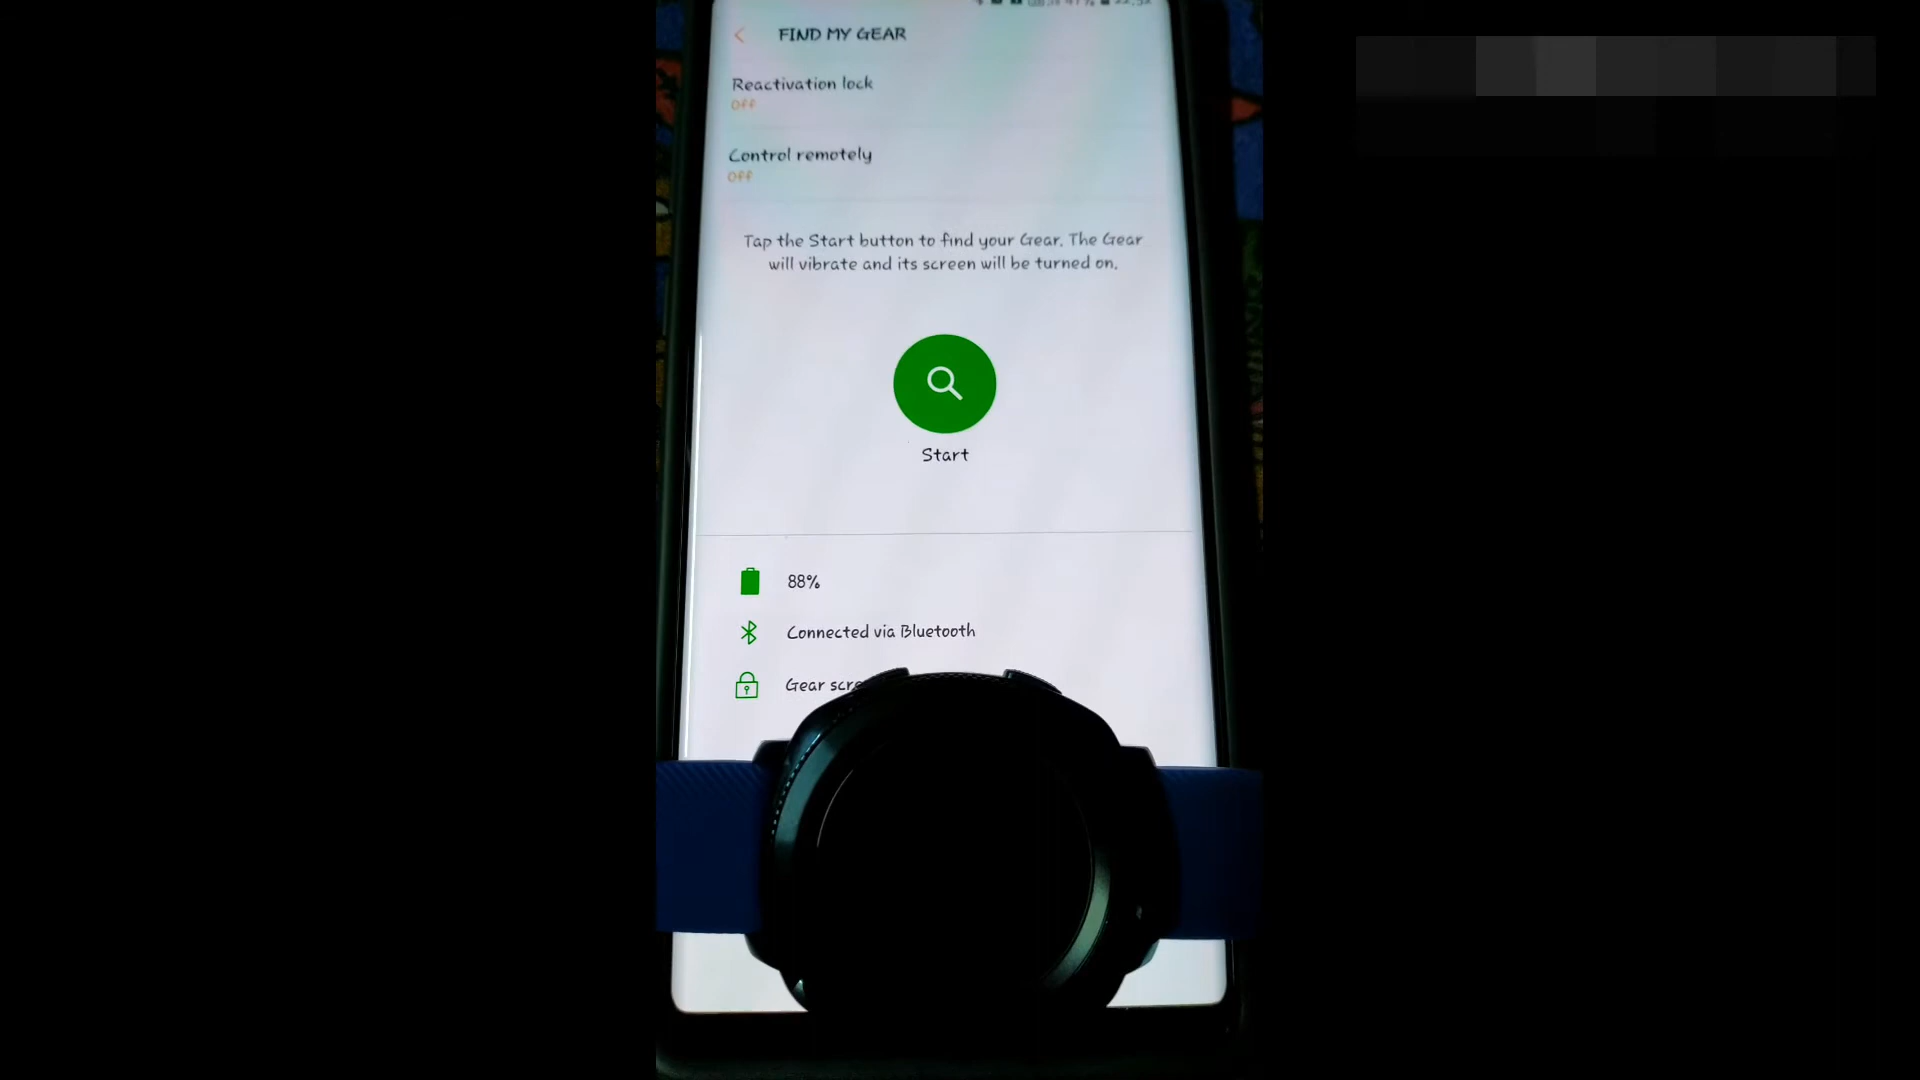 FIND MY GEAR
Reactivation lock
Off
Control remotely
Off
Tap the Start button to find your Gear. The Gear
will vibrate and its screen will be turned on.
Start
88%
Connected via Bluetooth
Gear